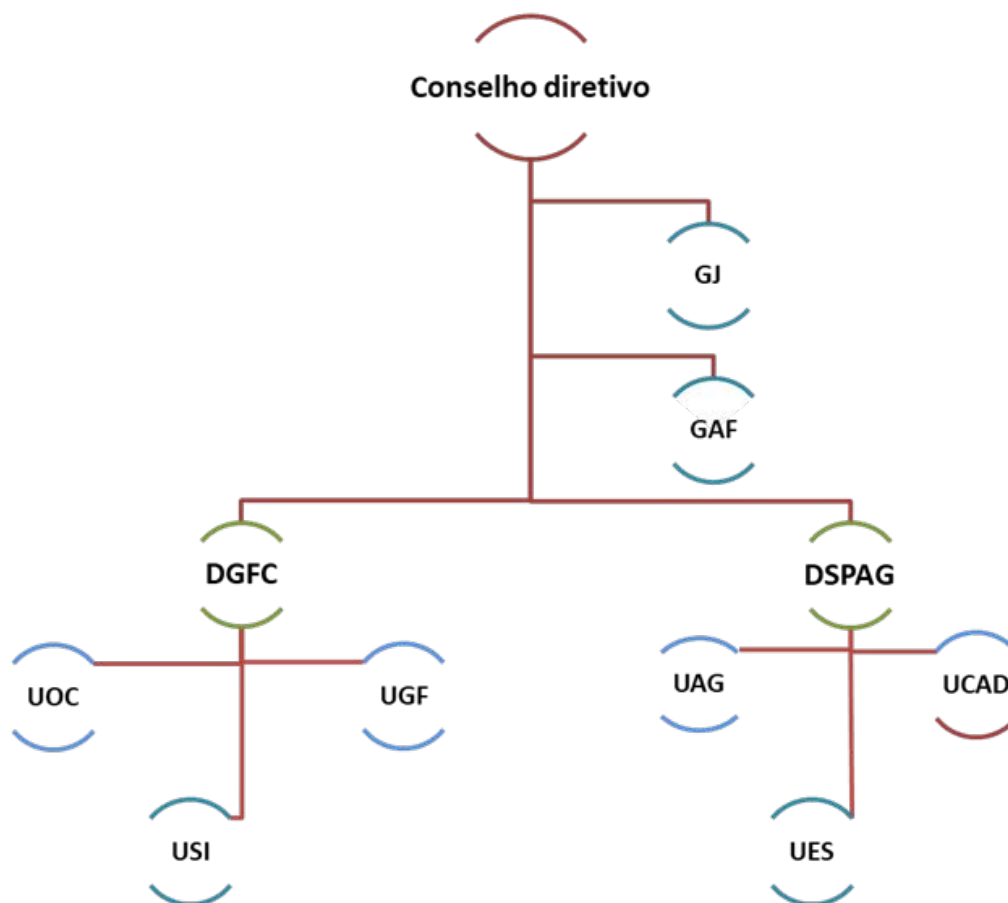 Conselho diretivo
GJ
GAF
DGFC
DSPAG
UOC
UGF
UAG
UCAD
USI
UES